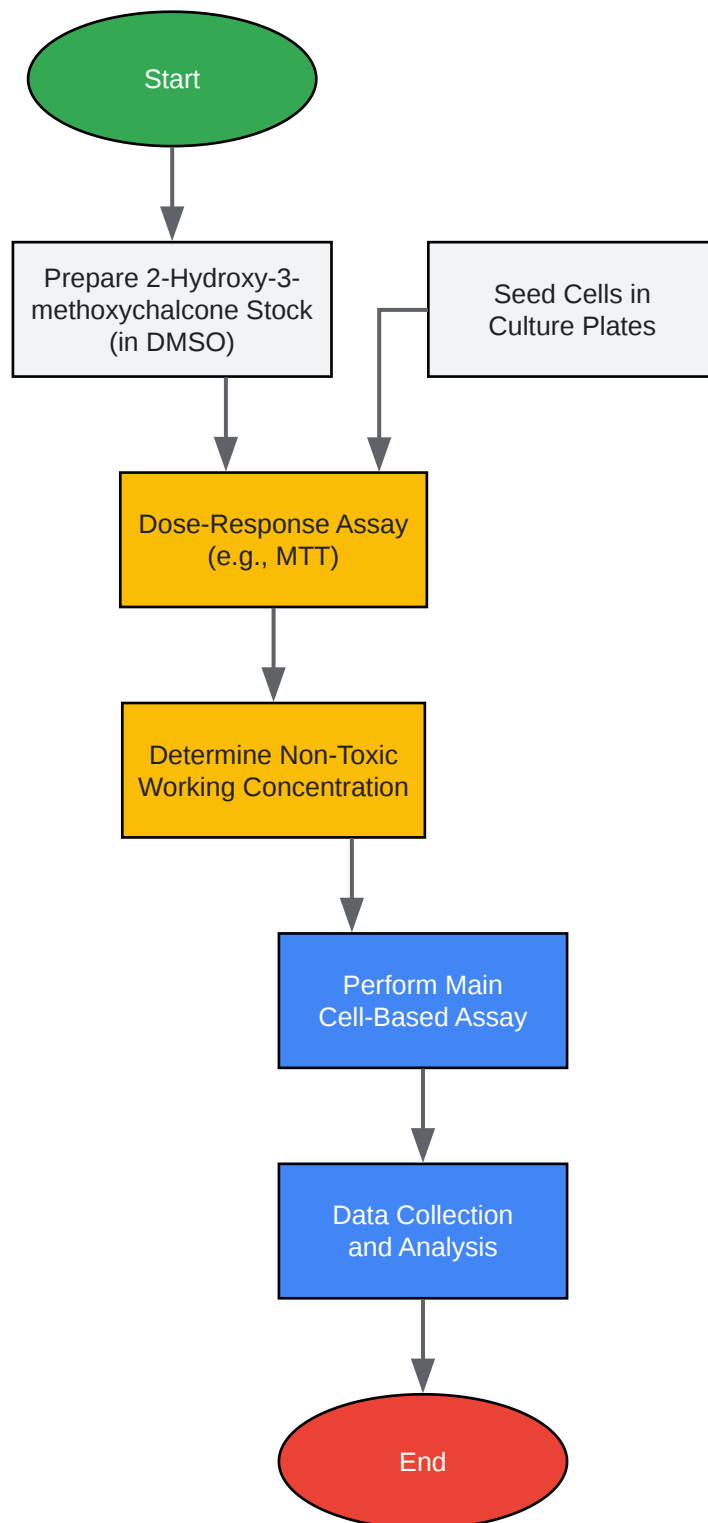 Start
Prepare 2-Hydroxy-3-
methoxychalcone Stock
(in DMSO)
Seed Cells in
Culture Plates
Dose-Response Assay
(e.g., MTT)
Determine Non-Toxic
Working Concentration
Perform Main
Cell-Based Assay
Data Collection
and Analysis
End